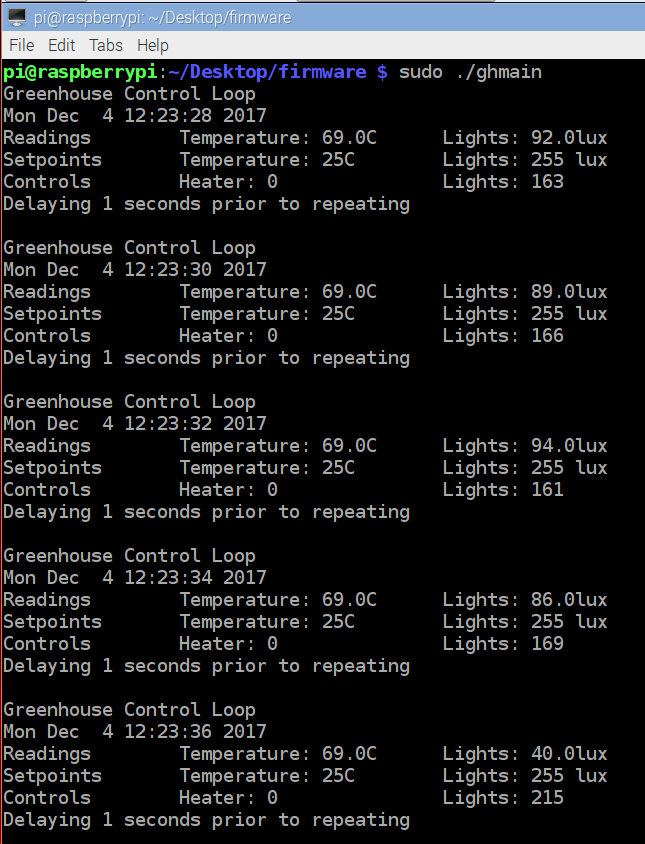 pi@raspberrypi: ~/Desktop/firmware
File Edit Tabs Help
pi@raspberrypi:~/Desktop/firmware $ sudo ./ghmain
Greenhouse Control Loop
Mon Dec  4 12:23:28 2017
Readings        Temperature: 69.0C      Lights: 92.0lux
Setpoints       Temperature: 25C        Lights: 255 lux
Controls        Heater: 0               Lights: 163
Delaying 1 seconds prior to repeating

Greenhouse Control Loop
Mon Dec  4 12:23:30 2017
Readings        Temperature: 69.0C      Lights: 89.0lux
Setpoints       Temperature: 25C        Lights: 255 lux
Controls        Heater: 0               Lights: 166
Delaying 1 seconds prior to repeating

Greenhouse Control Loop
Mon Dec  4 12:23:32 2017
Readings        Temperature: 69.0C      Lights: 94.0lux
Setpoints       Temperature: 25C        Lights: 255 lux
Controls        Heater: 0               Lights: 161
Delaying 1 seconds prior to repeating

Greenhouse Control Loop
Mon Dec  4 12:23:34 2017
Readings        Temperature: 69.0C      Lights: 86.0lux
Setpoints       Temperature: 25C        Lights: 255 lux
Controls        Heater: 0               Lights: 169
Delaying 1 seconds prior to repeating

Greenhouse Control Loop
Mon Dec  4 12:23:36 2017
Readings        Temperature: 69.0C      Lights: 40.0lux
Setpoints       Temperature: 25C        Lights: 255 lux
Controls        Heater: 0               Lights: 215
Delaying 1 seconds prior to repeating